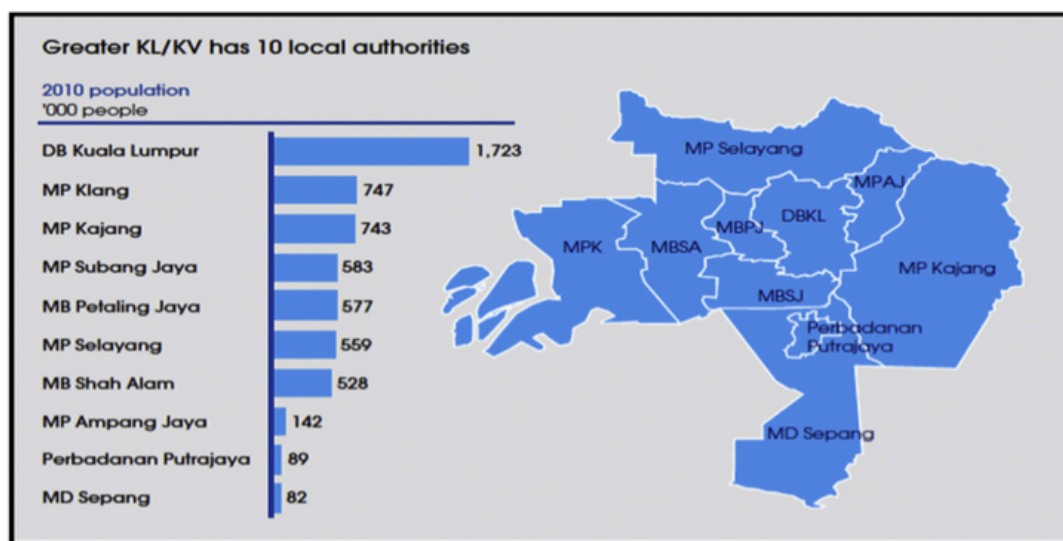 Greater KL/KV has 10 local authorities
2010 population
'000 people
DB Kuala Lumpur 1,723
MP Klang 747
MP Kajang 743
MP Subang Jaya 583
MB Petaling Jaya 577
MP Selayang 559
MB Shah Alam 528
MP Ampang Jaya 142
Perbadanan Putrajaya 89
MD Sepang 82
MP Selayang
MPAJ
MPK
MBSA
MBPJ
DBKL
MP Kajang
MBSJ
Perbadanan
Putrajaya
MD Sepang